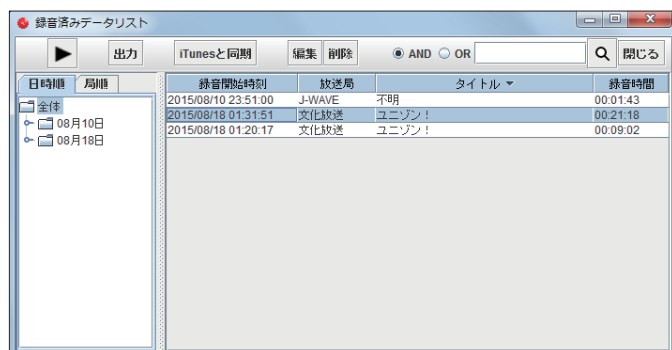 録音済みデータリスト
出力 iTunesと同期 編集 削除 AND OR 閉じる
日時順 局順
全体
08月10日
08月18日
録音開始時刻 放送局 タイトル 録音時間
2015/08/10 23:51:00 J-WAVE 不明 00:01:43
2015/08/18 01:31:51 文化放送 ユニゾン！ 00:21:18
2015/08/18 01:20:17 文化放送 ユニゾン！ 00:09:02